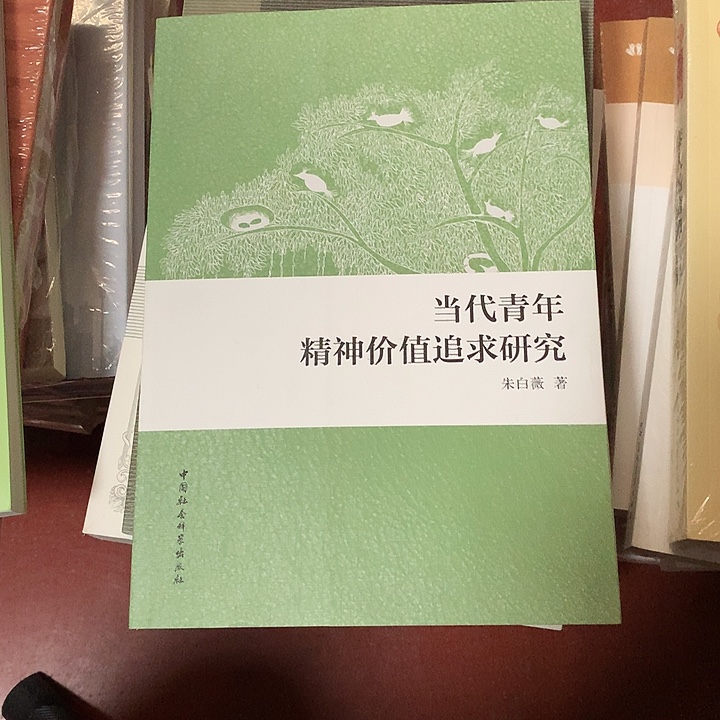 当代青年
精神价值追求研究
朱白薇 著
中国社会科学出版社